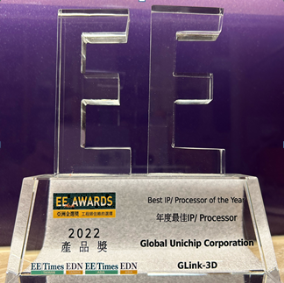 EE
EE AWARDS
亞洲金選獎
2022
產品獎
EE Times EDN EE Times EDN
Best IP/ Processor of the Year
年度最佳IP/ Processor
Global Unichip Corporation
GLink-3D